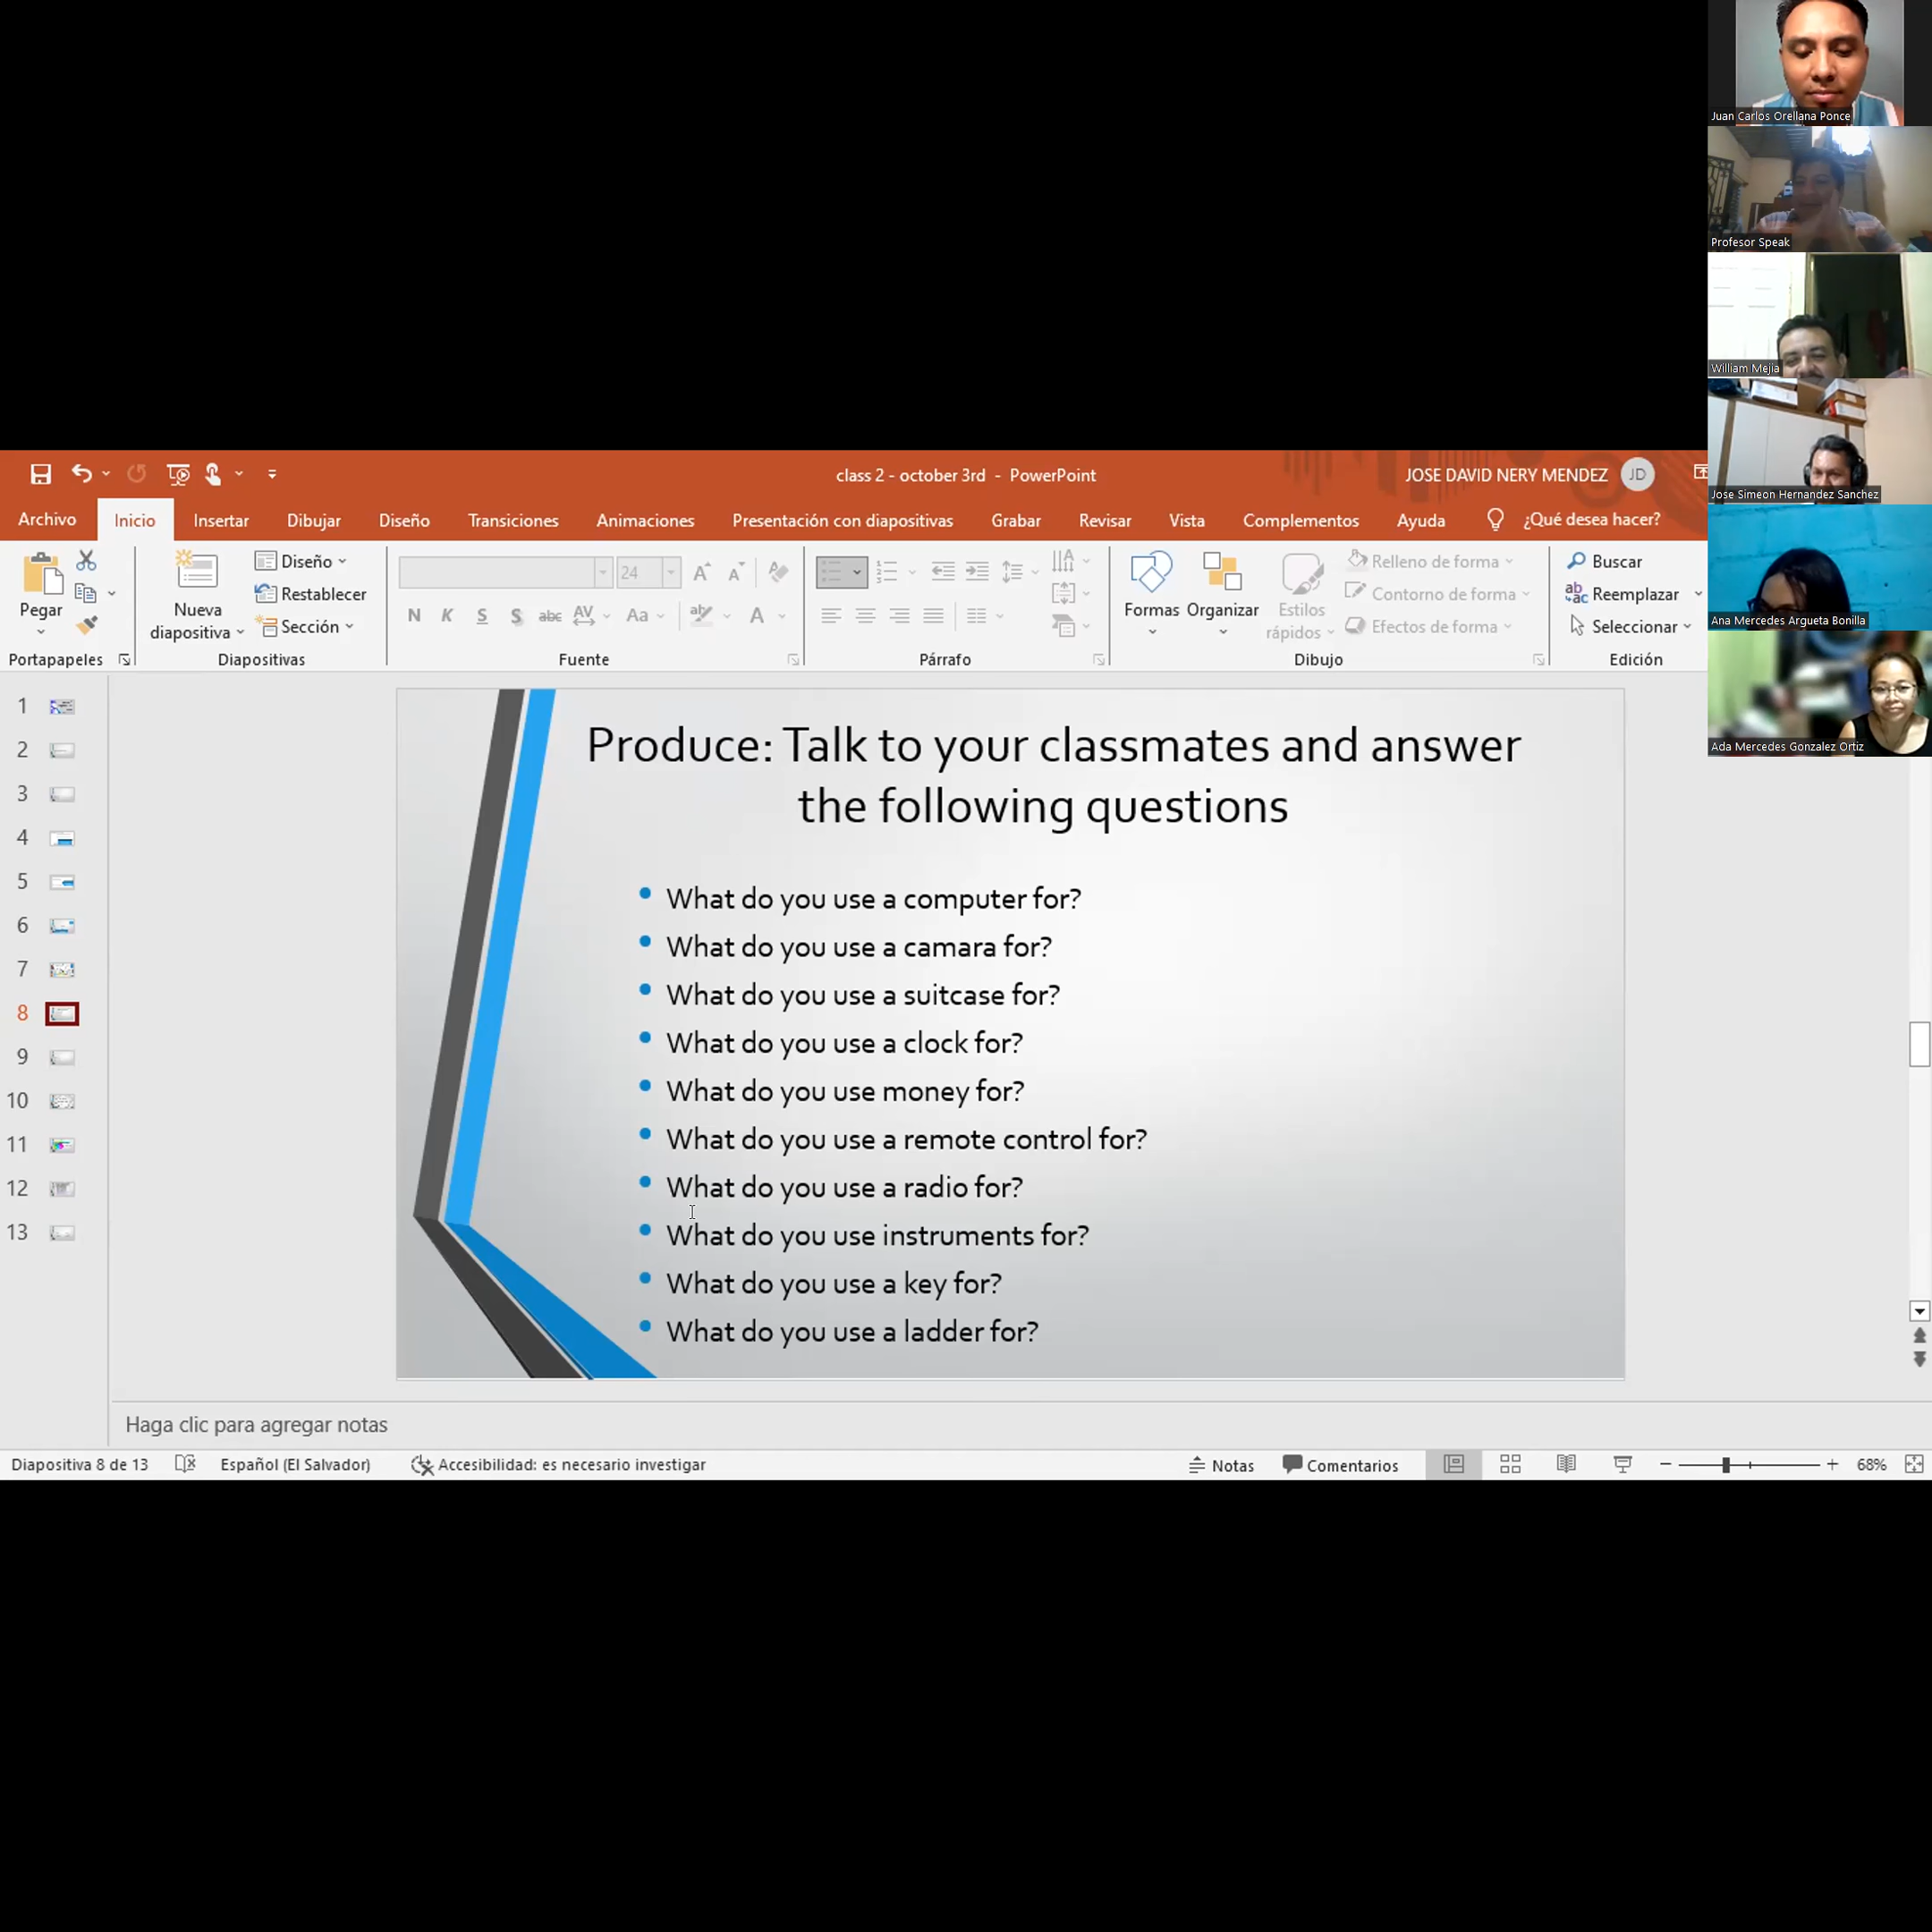 Juan Carlos Orellana Ponce
Profesor Speak
William Mejia
Jose Simeon Hernandez Sanchez
Ana Mercedes Argueta Bonilla
Ada Mercedes Gonzalez Ortiz
class 2 - october 3rd - PowerPoint
JOSE DAVID NERY MENDEZ JD
Archivo Inicio Insertar Dibujar Diseño Transiciones Animaciones Presentación con diapositivas Grabar Revisar Vista Complementos Ayuda ¿Qué desea hacer?
Pegar
Portapapeles
Nueva
diapositiva
Diseño
Restablecer
Sección
Diapositivas
24
N K S S abc AV Aa A
Fuente
Párrafo
Formas
Organizar
Estilos
rápidos
Relleno de forma
Contorno de forma
Efectos de forma
Dibujo
Buscar
Reemplazar
Seleccionar
Edición
1
2
3
4
5
6
7
8
9
10
11
12
13
Produce: Talk to your classmates and answer
the following questions
• What do you use a computer for?
• What do you use a camara for?
• What do you use a suitcase for?
• What do you use a clock for?
• What do you use money for?
• What do you use a remote control for?
• What do you use a radio for?
• What do you use instruments for?
• What do you use a key for?
• What do you use a ladder for?
Haga clic para agregar notas
Diapositiva 8 de 13 Español (El Salvador) Accesibilidad: es necesario investigar Notas Comentarios 68%